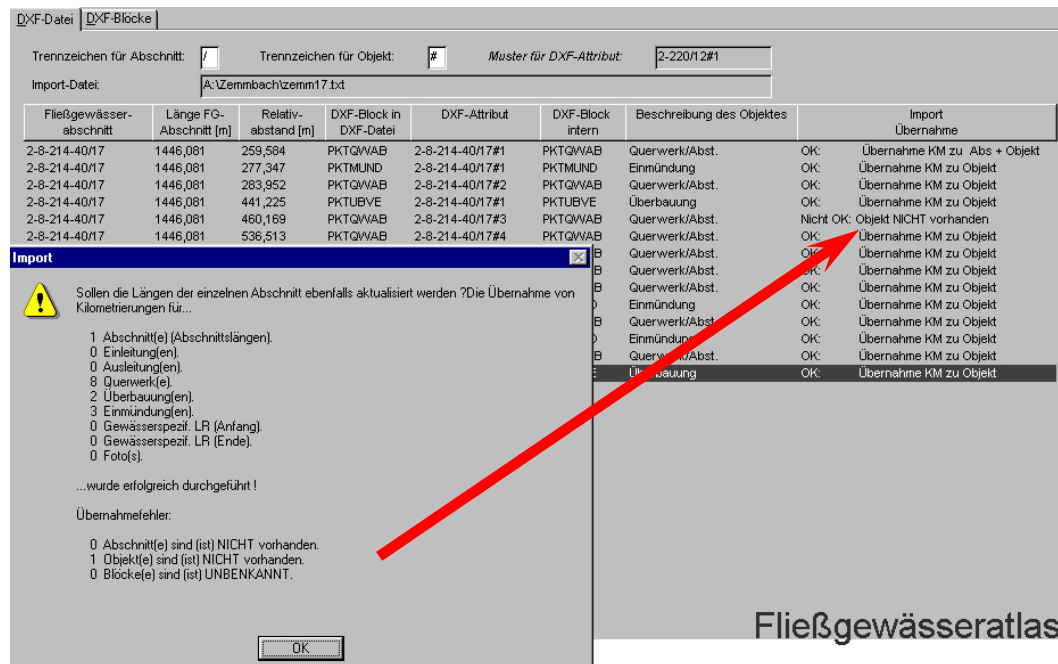 DXF-Datei DXF-Blöcke
Trennzeichen für Abschnitt: / Trennzeichen für Objekt: # Muster für DXF-Attribut: 2-220/12#1
Import-Datei: A:\Zemmbach\zemm17.txt
Fließgewässer- Länge FG- Relativ- DXF-Block in DXF-Attribut DXF-Block Beschreibung des Objektes Import
abschnitt Abschnitt [m] abstand [m] DXF-Datei intern Übernahme
2-8-214-40/17 1446,081 259,584 PKTQWAB 2-8-214-40/17#1 PKTQWAB Querwerk/Abst. OK: Übernahme KM zu Abs + Objekt
2-8-214-40/17 1446,081 277,347 PKTMUND 2-8-214-40/17#1 PKTMUND Einmündung OK: Übernahme KM zu Objekt
2-8-214-40/17 1446,081 283,952 PKTQWAB 2-8-214-40/17#2 PKTQWAB Querwerk/Abst. OK: Übernahme KM zu Objekt
2-8-214-40/17 1446,081 441,225 PKTUBVE 2-8-214-40/17#1 PKTUBVE Überbauung OK: Übernahme KM zu Objekt
2-8-214-40/17 1446,081 460,169 PKTQWAB 2-8-214-40/17#3 PKTQWAB Querwerk/Abst. Nicht OK: Objekt NICHT vorhanden
2-8-214-40/17 1446,081 536,513 PKTQWAB 2-8-214-40/17#4 PKTQWAB Querwerk/Abst. OK: Übernahme KM zu Objekt
B Querwerk/Abst. OK: Übernahme KM zu Objekt
B Querwerk/Abst. OK: Übernahme KM zu Objekt
B Querwerk/Abst. OK: Übernahme KM zu Objekt
Einmündung OK: Übernahme KM zu Objekt
B Querwerk/Abst. OK: Übernahme KM zu Objekt
Einmündung OK: Übernahme KM zu Objekt
B Querwerk/Abst. OK: Übernahme KM zu Objekt
Überbauung OK: Übernahme KM zu Objekt
Import
Sollen die Längen der einzelnen Abschnitt ebenfalls aktualisiert werden ?Die Übernahme von
Kilometrierungen für...
1 Abschnitt(e) (Abschnittslängen).
0 Einleitung(en).
0 Ausleitung(en).
8 Querwerk(e).
2 Überbauung(en).
3 Einmündung(en).
0 Gewässerspezif. LR (Anfang).
0 Gewässerspezif. LR (Ende).
0 Foto(s).
...wurde erfolgreich durchgeführt !
Übernahmefehler:
0 Abschnitt(e) sind (ist) NICHT vorhanden.
1 Objekt(e) sind (ist) NICHT vorhanden.
0 Blöcke(e) sind (ist) UNBENKANNT.
OK
Fließgewässeratlas